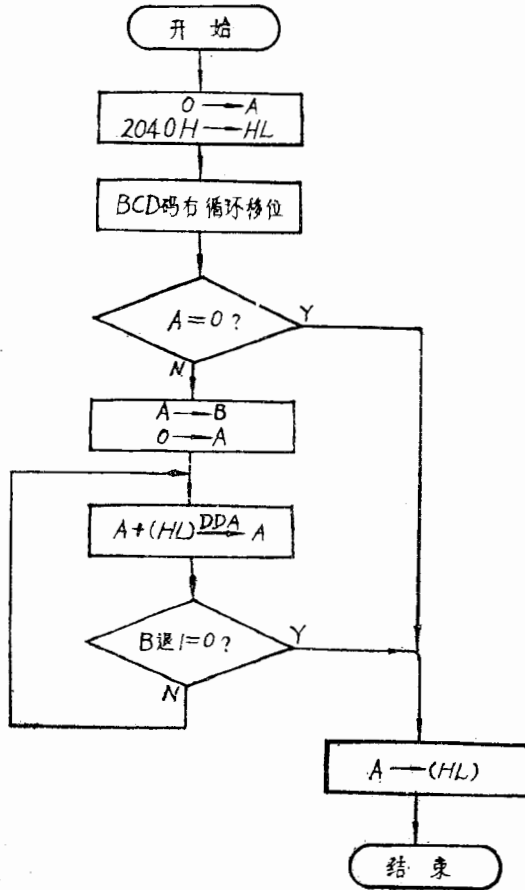 开始
0→A
2040H→HL
BCD码右循环移位
A=0?
Y
N
A→B
0→A
A+(HL) DDA→ A
B退1=0?
Y
N
A→(HL)
结束